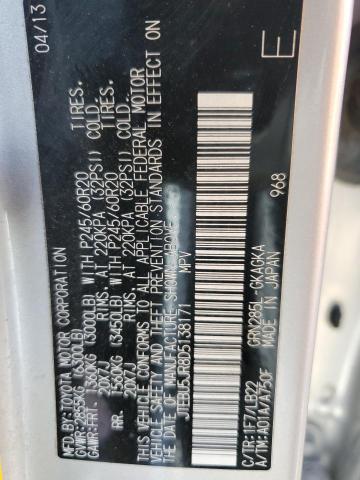 MFD.BY: TOYOTA MOTOR CORPORATION 04/13
GVWR: 2855KG (6300LB)
GAWR: FRT. 1360KG (3000LB) WITH P245/60R20 TIRES.
20X7J RIMS. AT 220KPA (32PSI) COLD.
RR. 1560KG (3450LB) WITH P245/60R20 TIRES.
20X7J RIMS. AT 220KPA (32PSI) COLD.
THIS VEHICLE CONFORMS TO ALL APPLICABLE FEDERAL MOTOR
VEHICLE SAFETY AND THEFT PREVENTION STANDARDS IN EFFECT ON
THE DATE OF MANUFACTURE SHOWN ABOVE.
MPV
C/TR: 1F7/LB22 GRN285L GKAGKA
A/TM: A01A/A750F MADE IN JAPAN
968
E